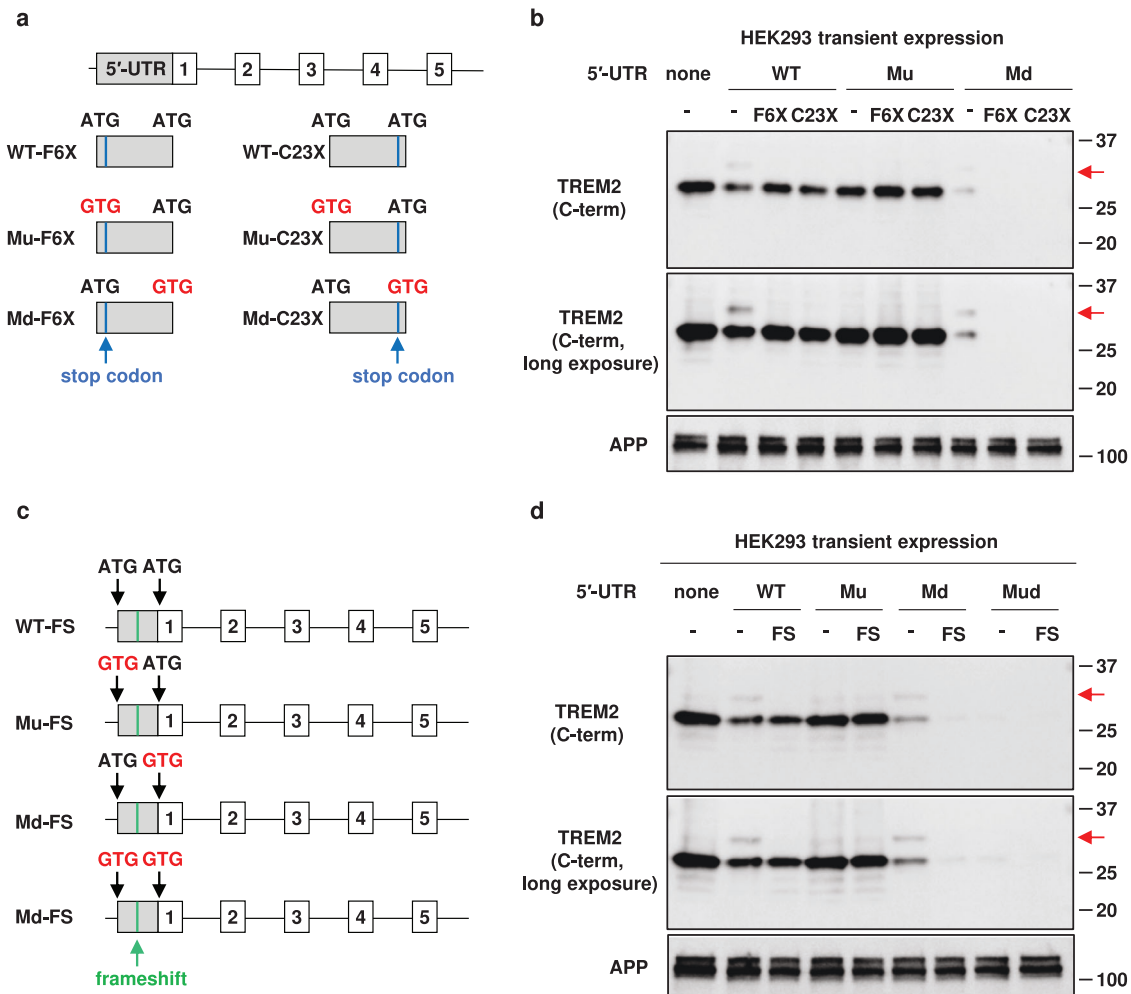 a
5′-UTR 1 2 3 4 5
ATG ATG
WT-F6X
ATG ATG
WT-C23X
GTG ATG
Mu-F6X
GTG ATG
Mu-C23X
ATG GTG
Md-F6X
ATG GTG
Md-C23X
stop codon
stop codon
b
HEK293 transient expression
5′-UTR none WT Mu Md
- - F6X C23X - F6X C23X - F6X C23X
TREM2
(C-term)
37
25
20
TREM2
(C-term,
long exposure)
37
25
20
APP
100
c
ATG ATG
WT-FS 1 2 3 4 5
GTG ATG
Mu-FS 1 2 3 4 5
ATG GTG
Md-FS 1 2 3 4 5
GTG GTG
Md-FS 1 2 3 4 5
frameshift
d
HEK293 transient expression
5′-UTR none WT Mu Md Mud
- - FS - FS - FS - FS
TREM2
(C-term)
37
25
20
TREM2
(C-term,
long exposure)
37
25
20
APP
100